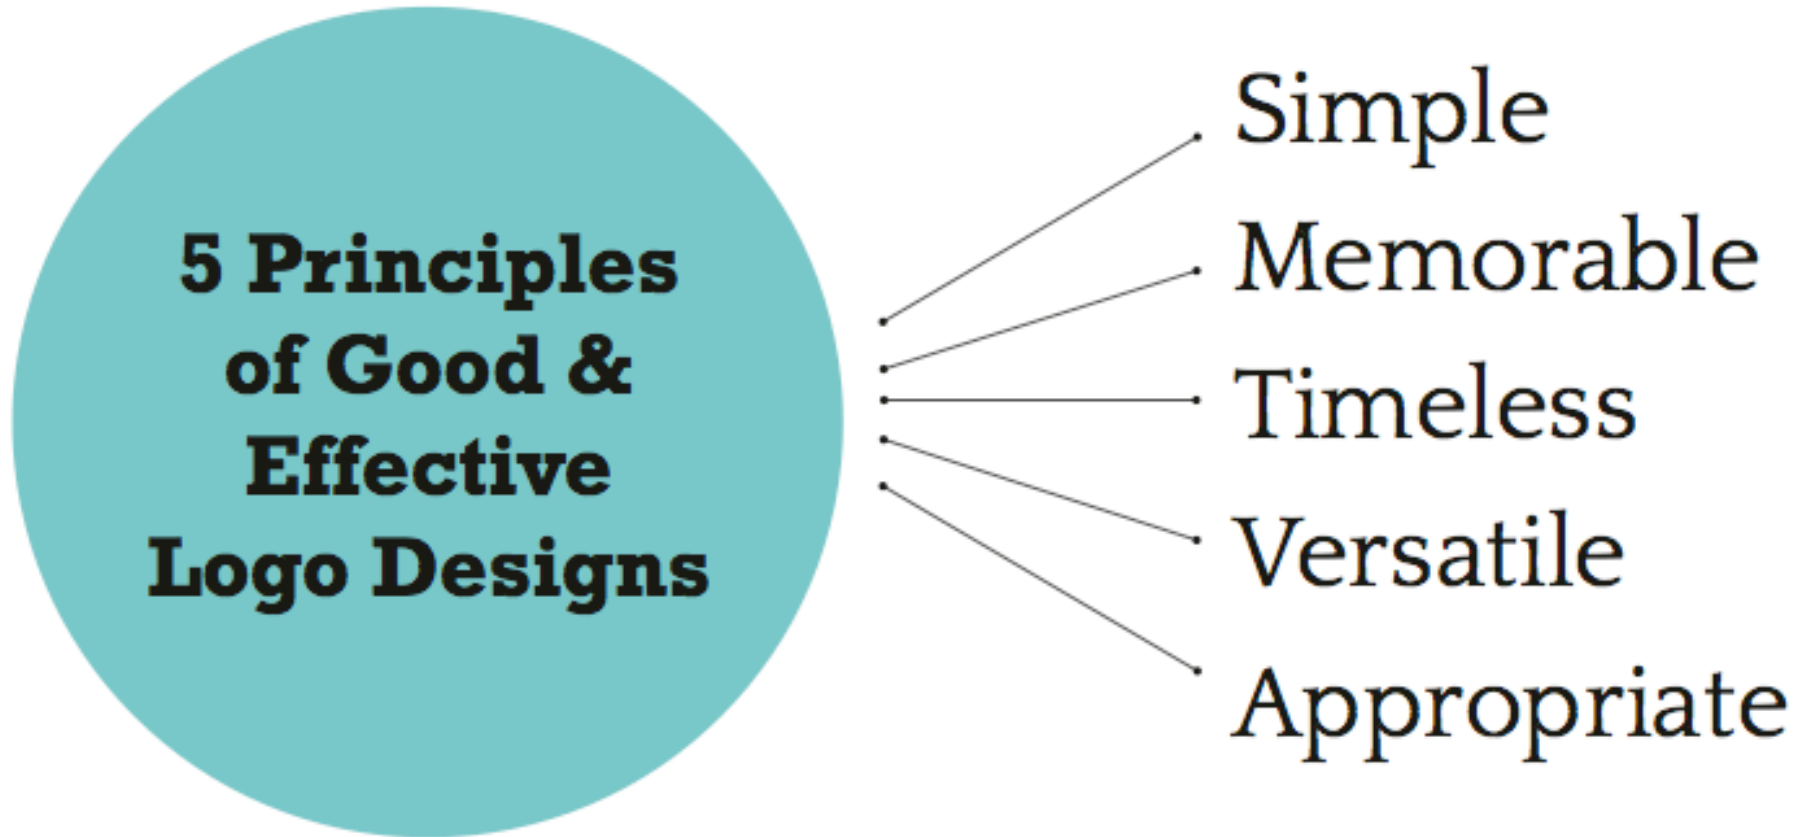 5 Principles
of Good &
Effective
Logo Designs
Simple
Memorable
Timeless
Versatile
Appropriate